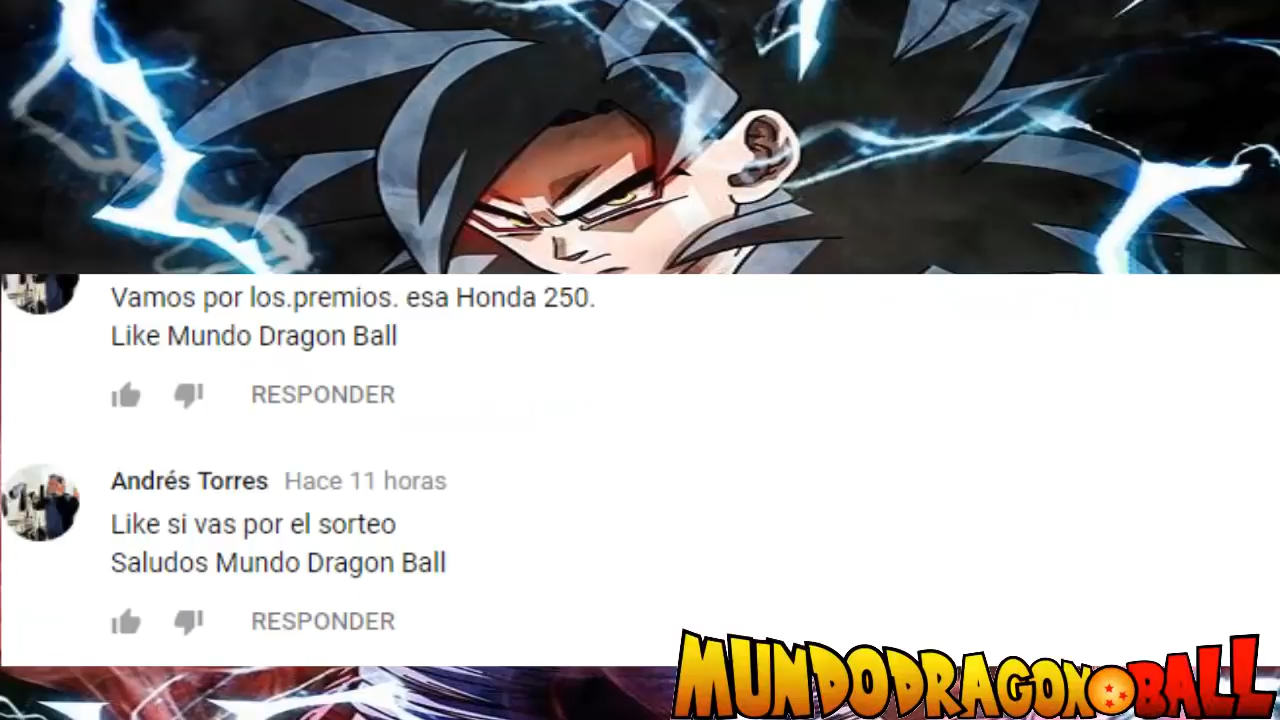 Vamos por los.premios. esa Honda 250.
Like Mundo Dragon Ball
RESPONDER
Andrés Torres Hace 11 horas
Like si vas por el sorteo
Saludos Mundo Dragon Ball
RESPONDER
MUNDODRAGONBALL